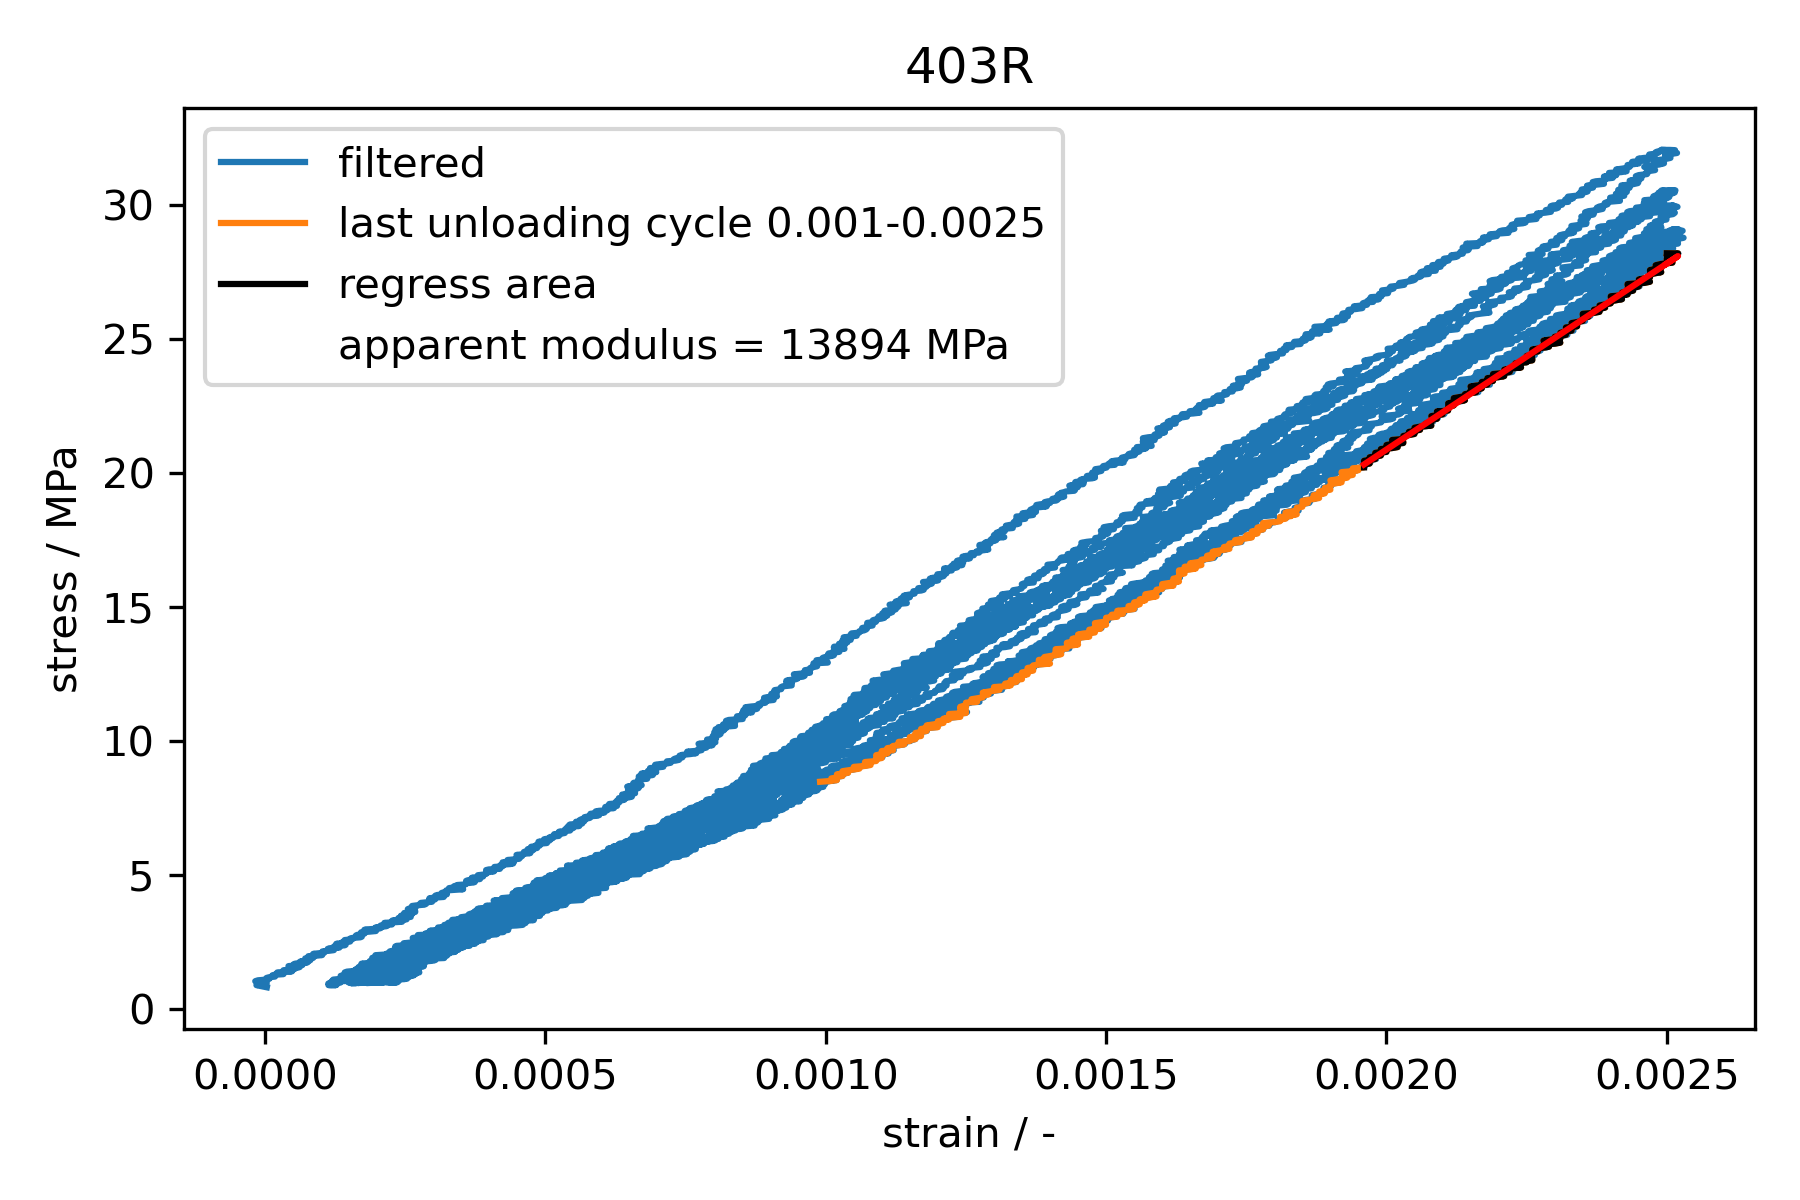 403R
filtered
last unloading cycle 0.001-0.0025
regress area
apparent modulus = 13894 MPa
stress / MPa
30
25
20
15
10
5
0
0.0000 0.0005 0.0010 0.0015 0.0020 0.0025
strain / -